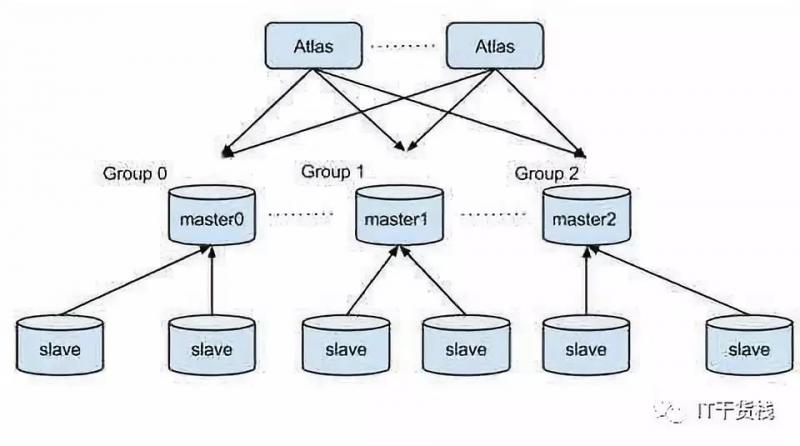 Atlas
Atlas
Group 0
Group 1
Group 2
master0
master1
master2
slave
slave
slave
slave
slave
slave
IT干货栈